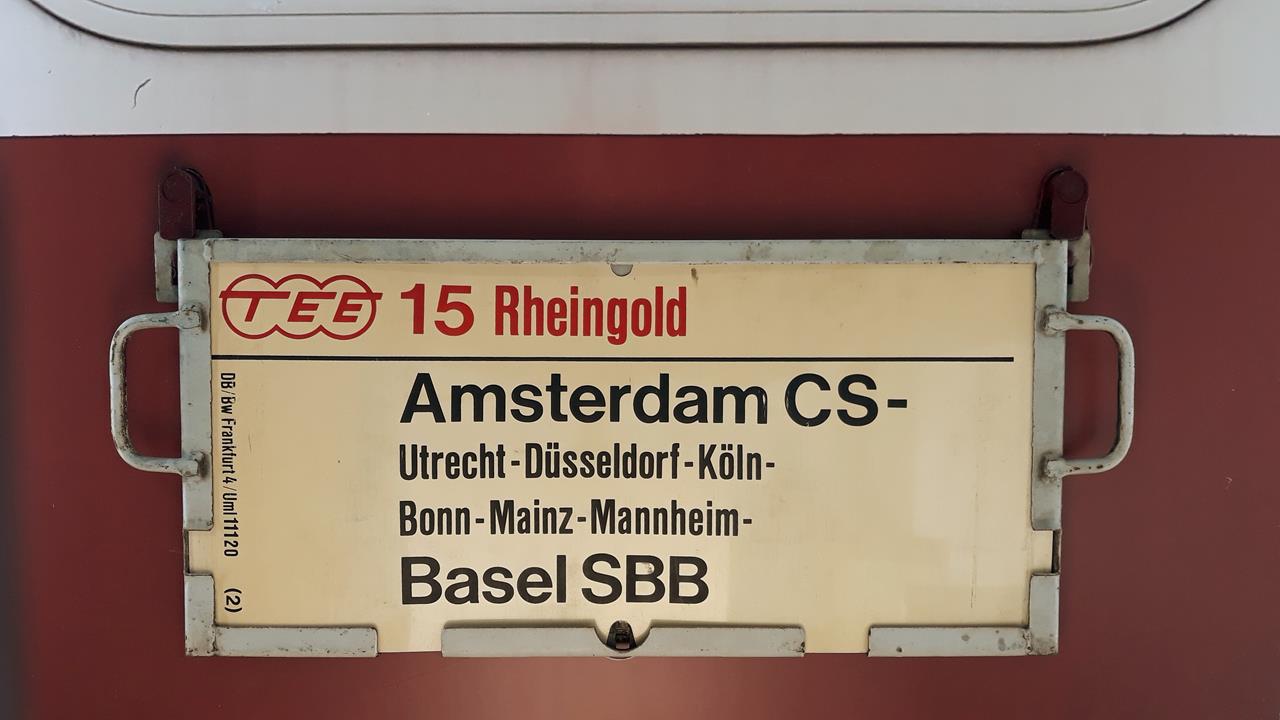 TEE 15 Rheingold
Amsterdam CS-
Utrecht-Düsseldorf-Köln-
Bonn-Mainz-Mannheim-
Basel SBB
DB/Bw Frankfurt 4/Uml 11120 (2)